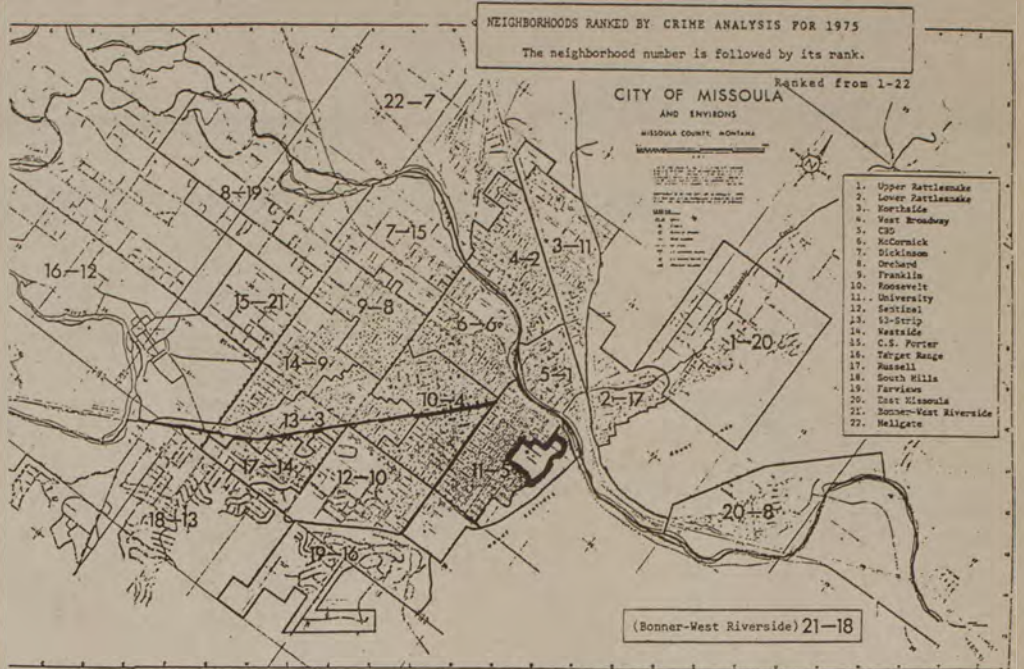 NEIGHBORHOODS RANKED BY CRIME ANALYSIS FOR 1975
The neighborhood number is followed by its rank.
Ranked from 1-22
CITY OF MISSOULA
AND ENVIRONS
MISSOULA COUNTY, MONTANA
22-7
8-19
7-15
3-11
4-2
16-12
15-21
9-8
6-6
1-20
14-9
5-1
10-4
2-17
13-3
11-5
17-14
12-10
18-13
20-8
19-16
1. Upper Rattlesnake
2. Lower Rattlesnake
3. Northside
4. West Broadway
5. CBD
6. McCormick
7. Dickinson
8. Orchard
9. Franklin
10. Roosevelt
11. University
12. Sentinel
13. 93-Strip
14. Westside
15. C.S. Porter
16. Target Range
17. Russell
18. South Hills
19. Farviews
20. East Missoula
21. Bonner-West Riverside
22. Hellgate
(Bonner-West Riverside) 21-18